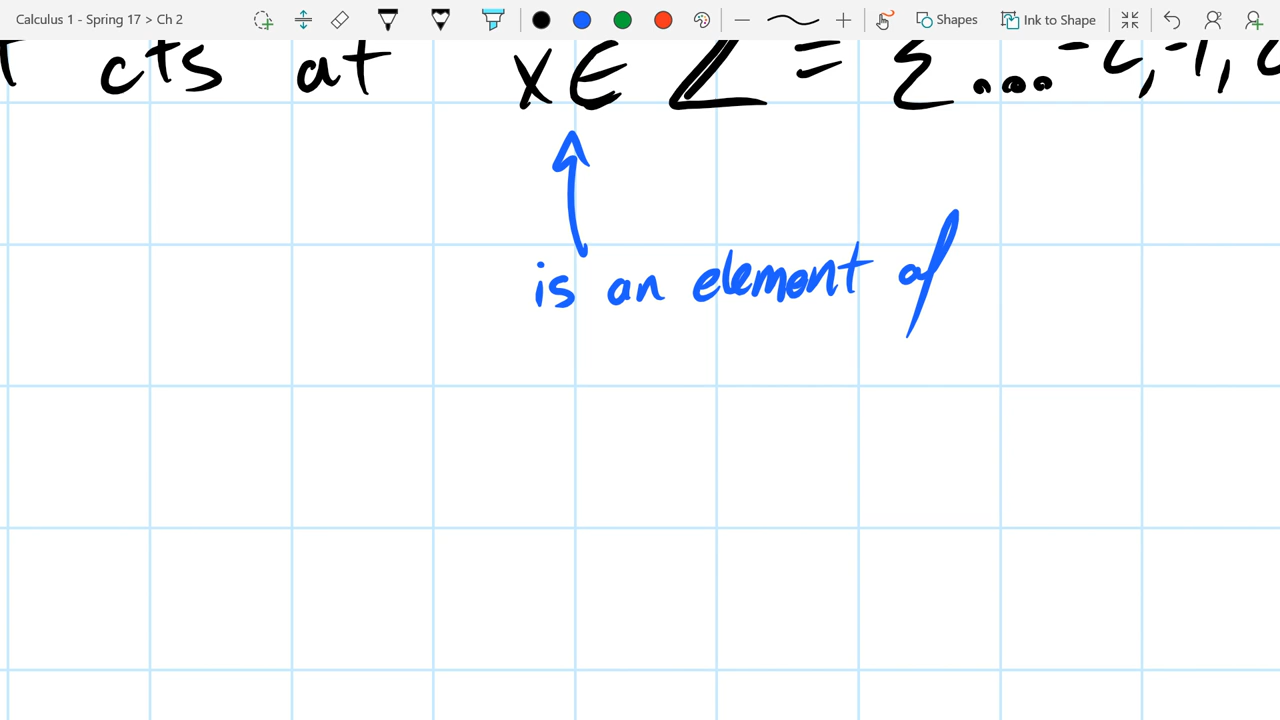 Calculus 1 - Spring 17 > Ch 2
Shapes
Ink to Shape
cts at x∈ ℤ = {...-2,-1,
is an element of